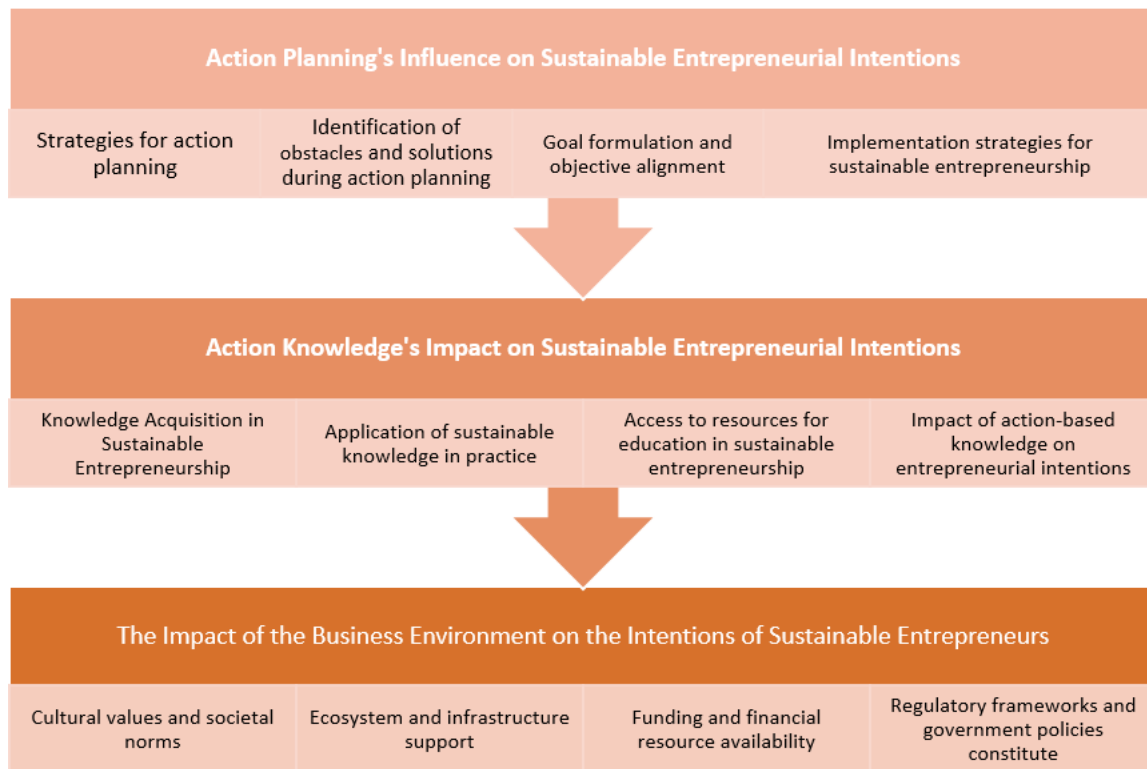 Action Planning's Influence on Sustainable Entrepreneurial Intentions
Strategies for action
planning
Identification of
obstacles and solutions
during action planning
Goal formulation and
objective alignment
Implementation strategies for
sustainable entrepreneurship
Action Knowledge's Impact on Sustainable Entrepreneurial Intentions
Knowledge Acquisition in
Sustainable
Entrepreneurship
Application of sustainable
knowledge in practice
Access to resources for
education in sustainable
entrepreneurship
Impact of action-based
knowledge on
entrepreneurial intentions
The Impact of the Business Environment on the Intentions of Sustainable Entrepreneurs
Cultural values and societal
norms
Ecosystem and infrastructure
support
Funding and financial
resource availability
Regulatory frameworks and
government policies
constitute